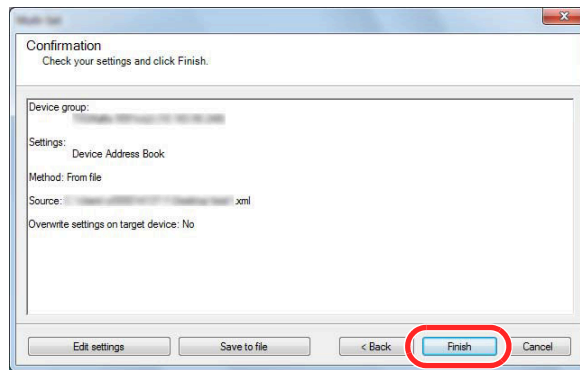 Confirmation
Check your settings and click Finish.
Device group:
Settings:
Device Address Book
Method: From file
Source: .xml
Overwrite settings on target device: No
Edit settings Save to file < Back Finish Cancel